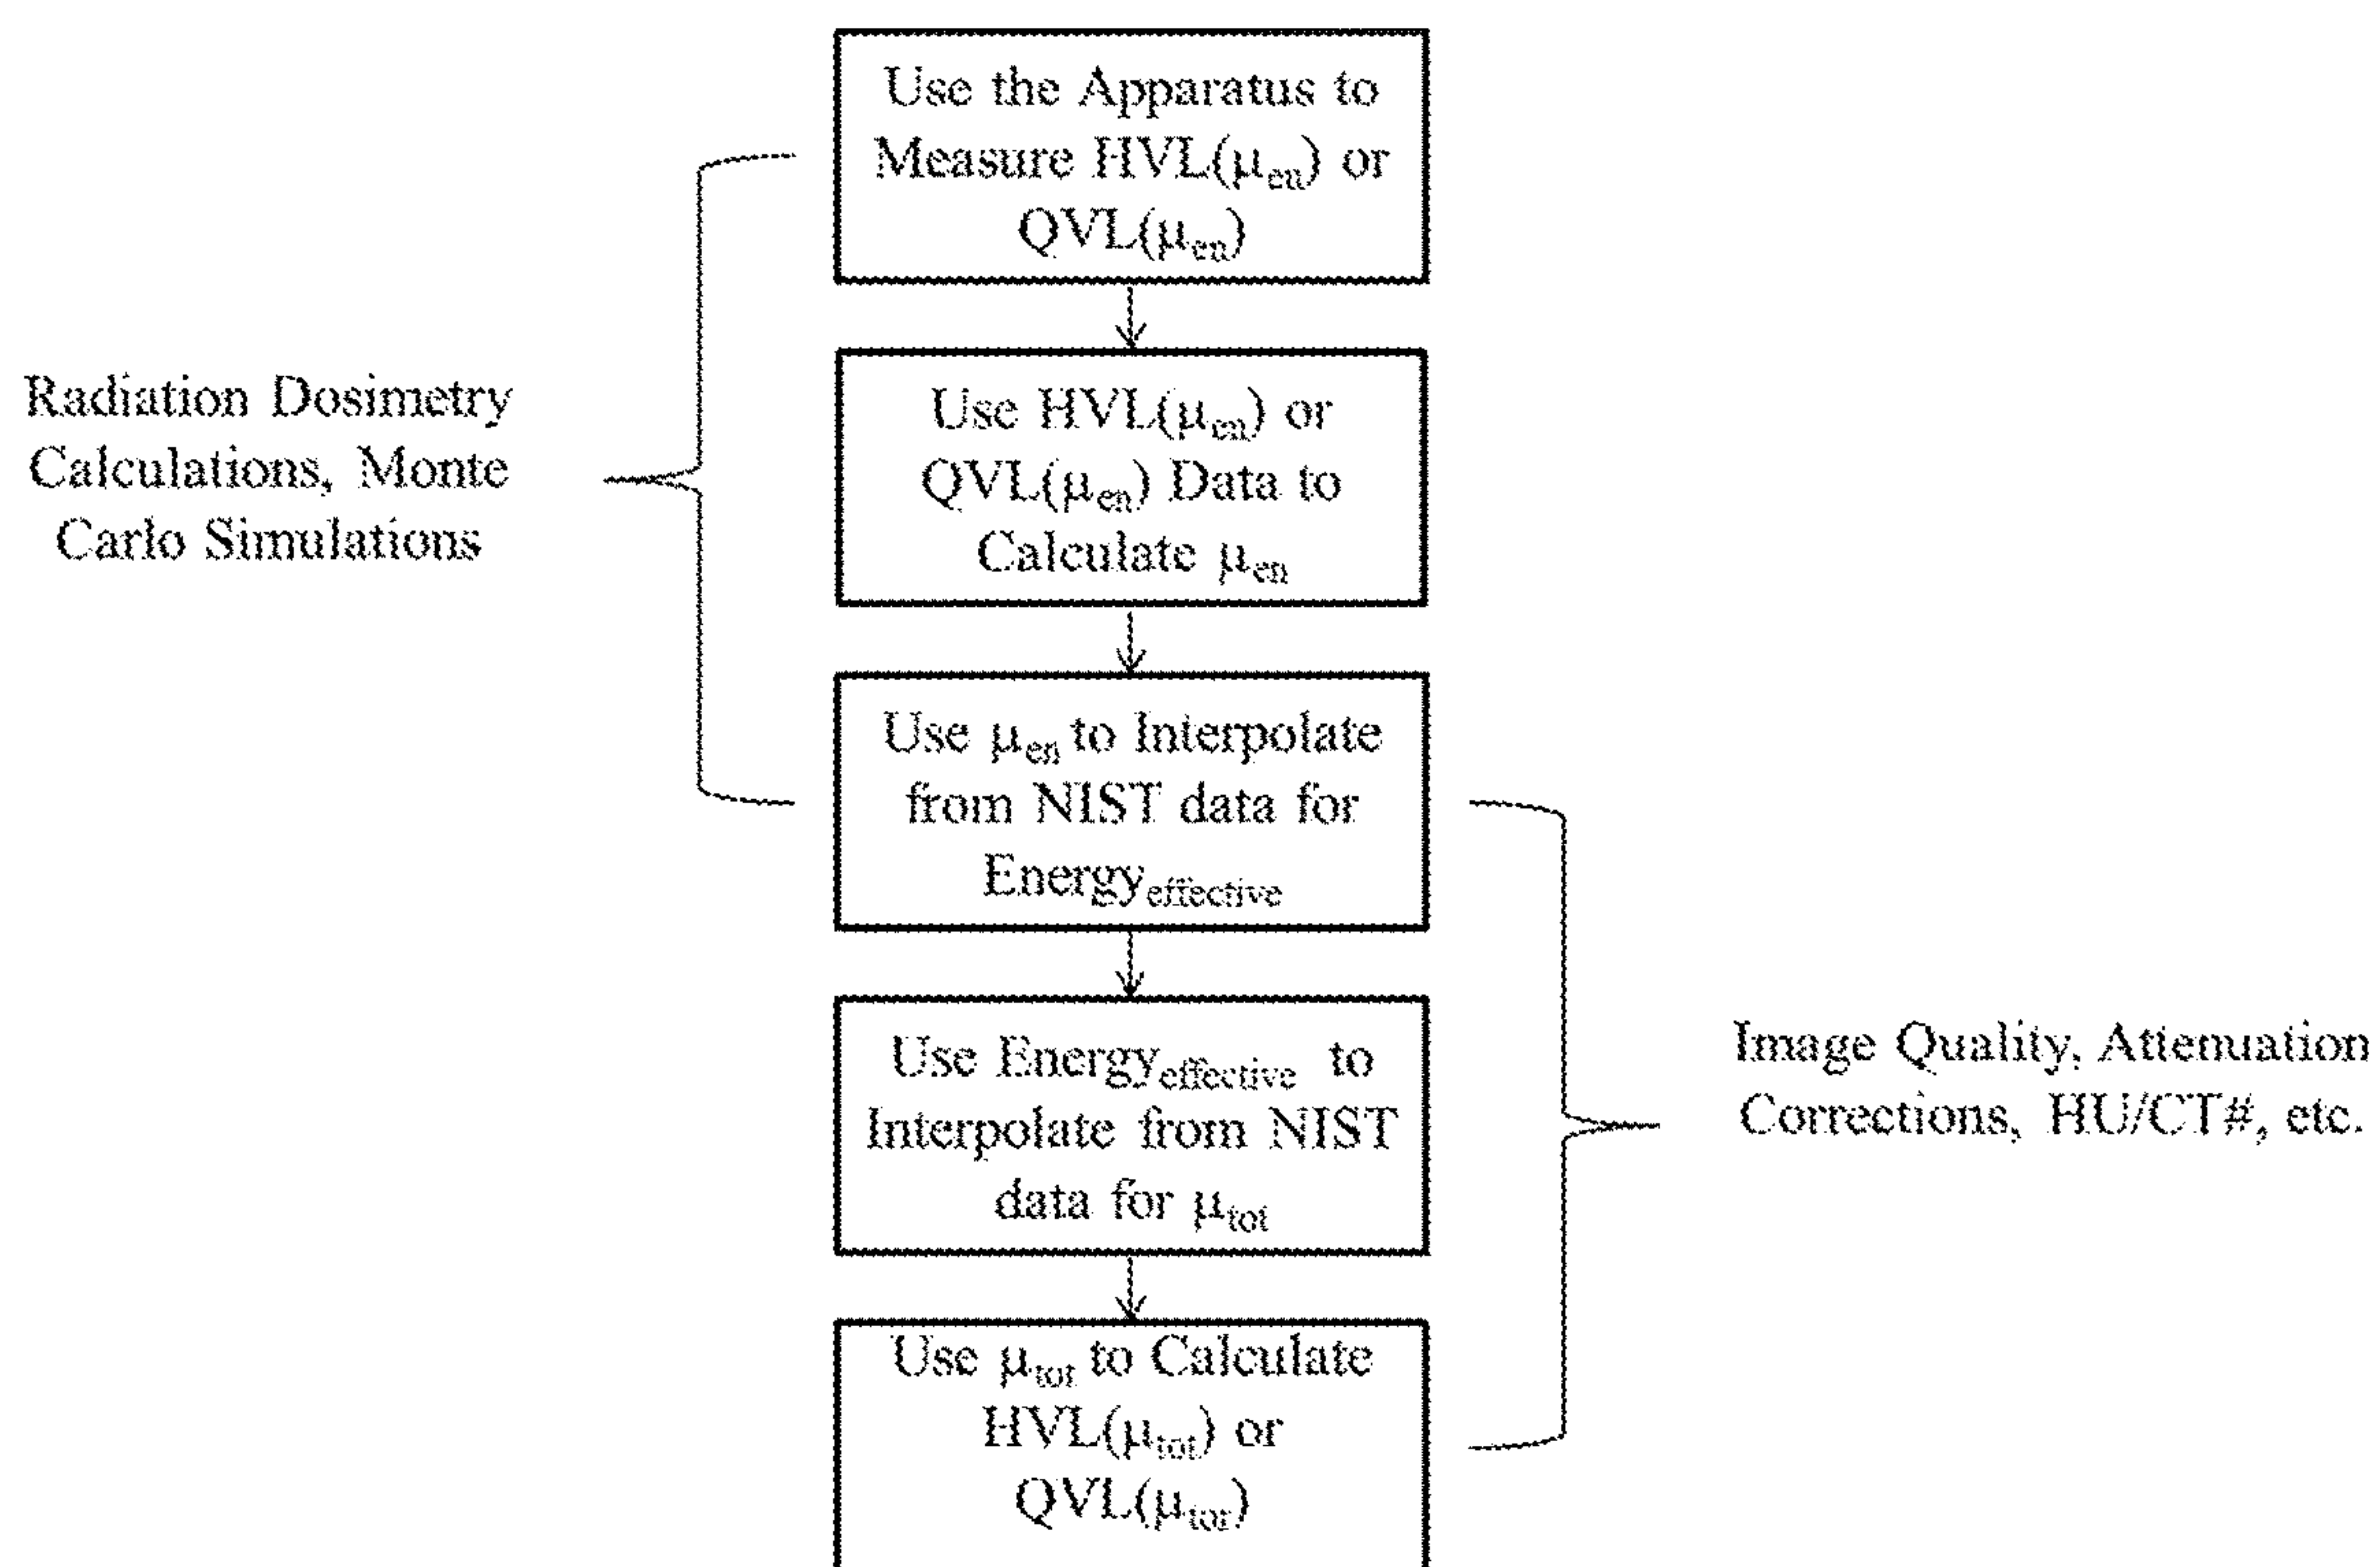 Use the Apparatus to
Measure HVL(μen) or
QVL(μen)
Radiation Dosimetry
Calculations, Monte
Carlo Simulations
Use HVL(μen) or
QVL(μen) Data to
Calculate μen
Use μen to Interpolate
from NIST data for
Energyeffective
Use Energyeffective to
Interpolate from NIST
data for μtot
Image Quality, Attenuation
Corrections, HU/CT#, etc.
Use μtot to Calculate
HVL(μtot) or
QVL(μtor)